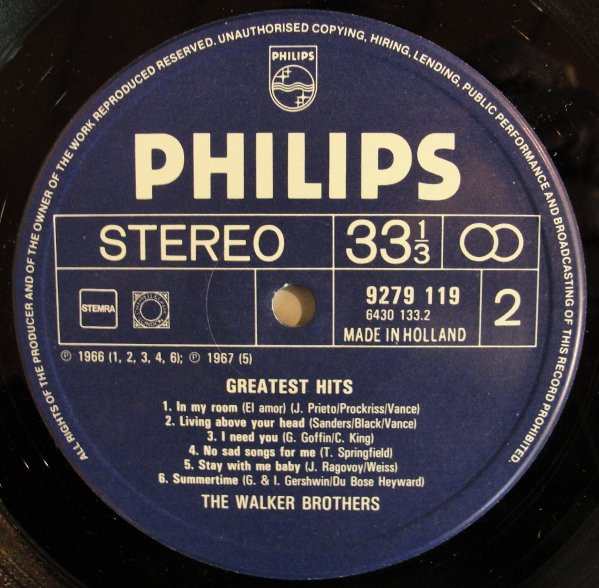 ALL RIGHTS OF THE PRODUCER AND OF THE OWNER OF THE WORK REPRODUCED RESERVED. UNAUTHORISED COPYING, HIRING, LENDING, PUBLIC PERFORMANCE AND BROADCASTING OF THIS RECORD PROHIBITED.
PHILIPS
PHILIPS
STEREO
33 1/3
STEMRA
9279 119
6430 133.2
MADE IN HOLLAND
2
℗ 1966 (1, 2, 3, 4, 6); ℗ 1967 (5)
GREATEST HITS
1. In my room (El amor) (J. Prieto/Prockriss/Vance)
2. Living above your head (Sanders/Black/Vance)
3. I need you (G. Goffin/C. King)
4. No sad songs for me (T. Springfield)
5. Stay with me baby (J. Ragovoy/Weiss)
6. Summertime (G. & I. Gershwin/Du Bose Heyward)
THE WALKER BROTHERS